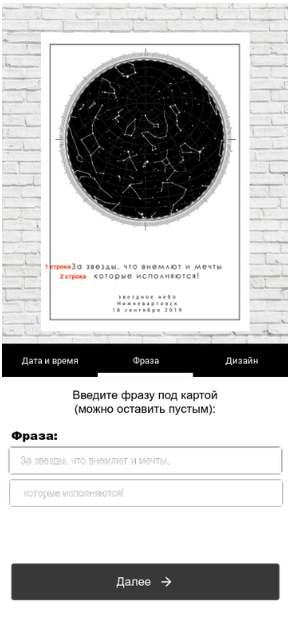 1 строка За звезды, что внемлют и мечты
2 строка которые исполняются!
звездное небо
Нижневартовск
18 сентября 2019
Дата и время
Фраза
Дизайн
Введите фразу под картой
(можно оставить пустым):
Фраза:
За звезды, что внемлют и мечты,
которые исполняются!
Далее →